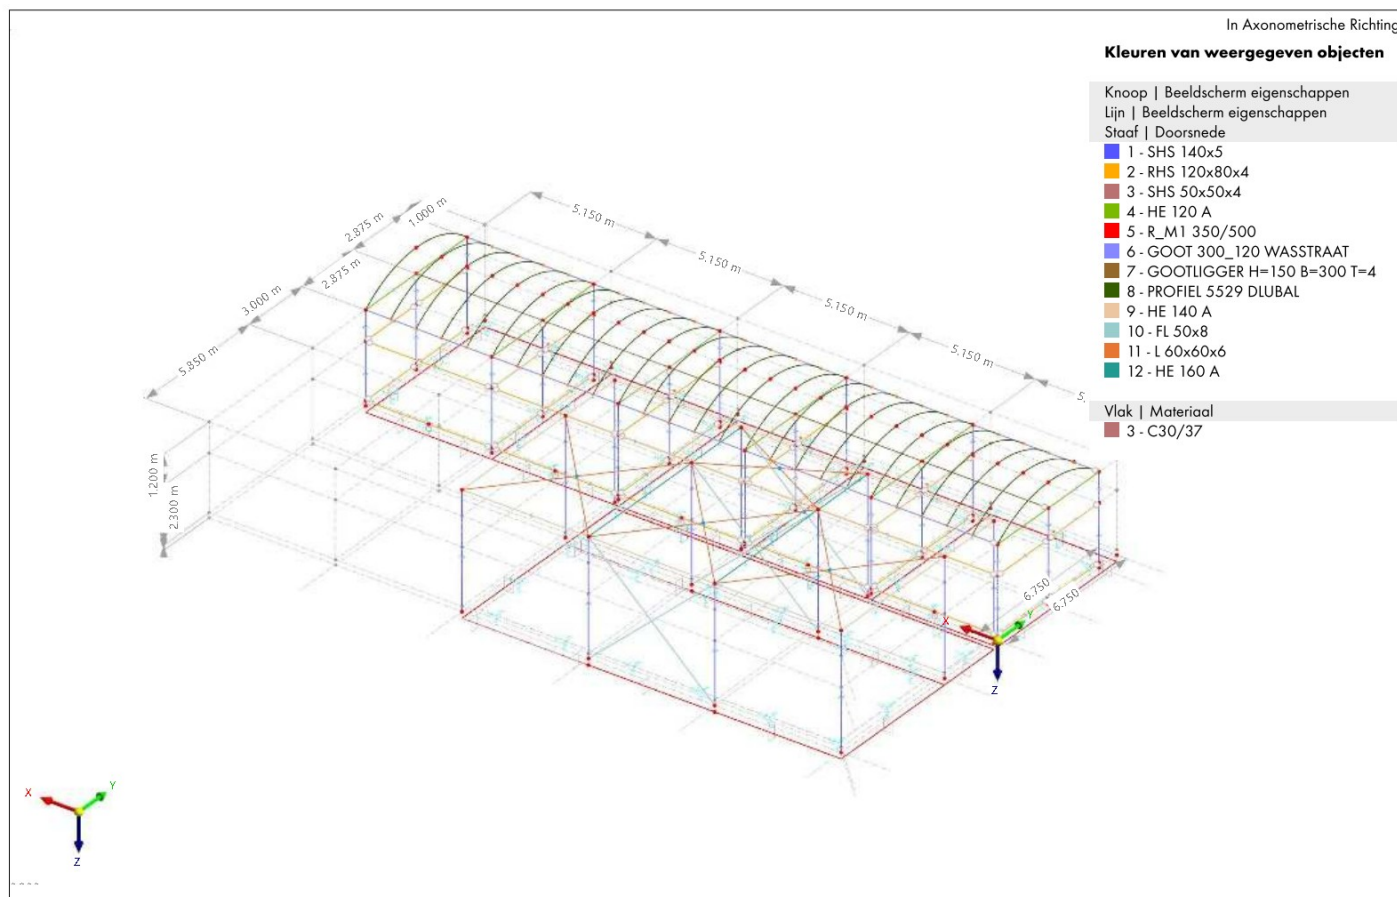 In Axonometrische Richting
Kleuren van weergegeven objecten
Knoop | Beeldscherm eigenschappen
Lijn | Beeldscherm eigenschappen
Staaf | Doorsnede
1 - SHS 140x5
2 - RHS 120x80x4
3 - SHS 50x50x4
4 - HE 120 A
5 - R_M1 350/500
6 - GOOT 300_120 WASSTRAAT
7 - GOOTLIGGER H=150 B=300 T=4
8 - PROFIEL 5529 DLUBAL
9 - HE 140 A
10 - FL 50x8
11 - L 60x60x6
12 - HE 160 A
Vlak | Materiaal
3 - C30/37
1.000 m
2.875 m
2.875 m
3.000 m
5.850 m
5.150 m
5.150 m
5.150 m
5.150 m
5.
1.200 m
2.300 m
6.750
6.750
X
Y
Z
X
Y
Z